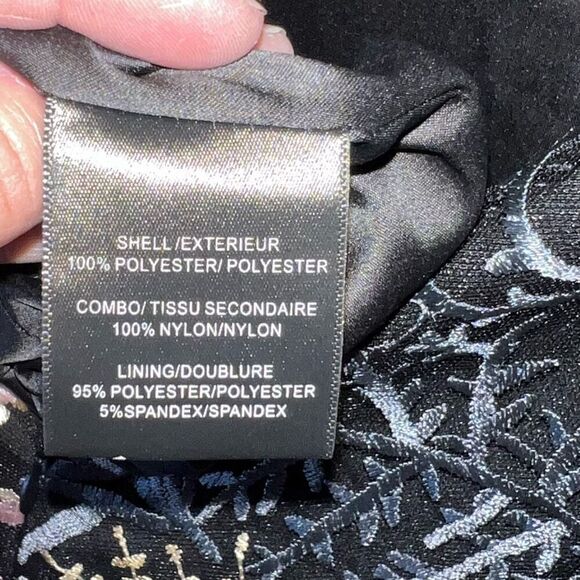 SHELL/EXTERIEUR
100% POLYESTER/ POLYESTER
COMBO/ TISSU SECONDAIRE
100% NYLON/NYLON
LINING/DOUBLURE
95% POLYESTER/POLYESTER
5%SPANDEX/SPANDEX